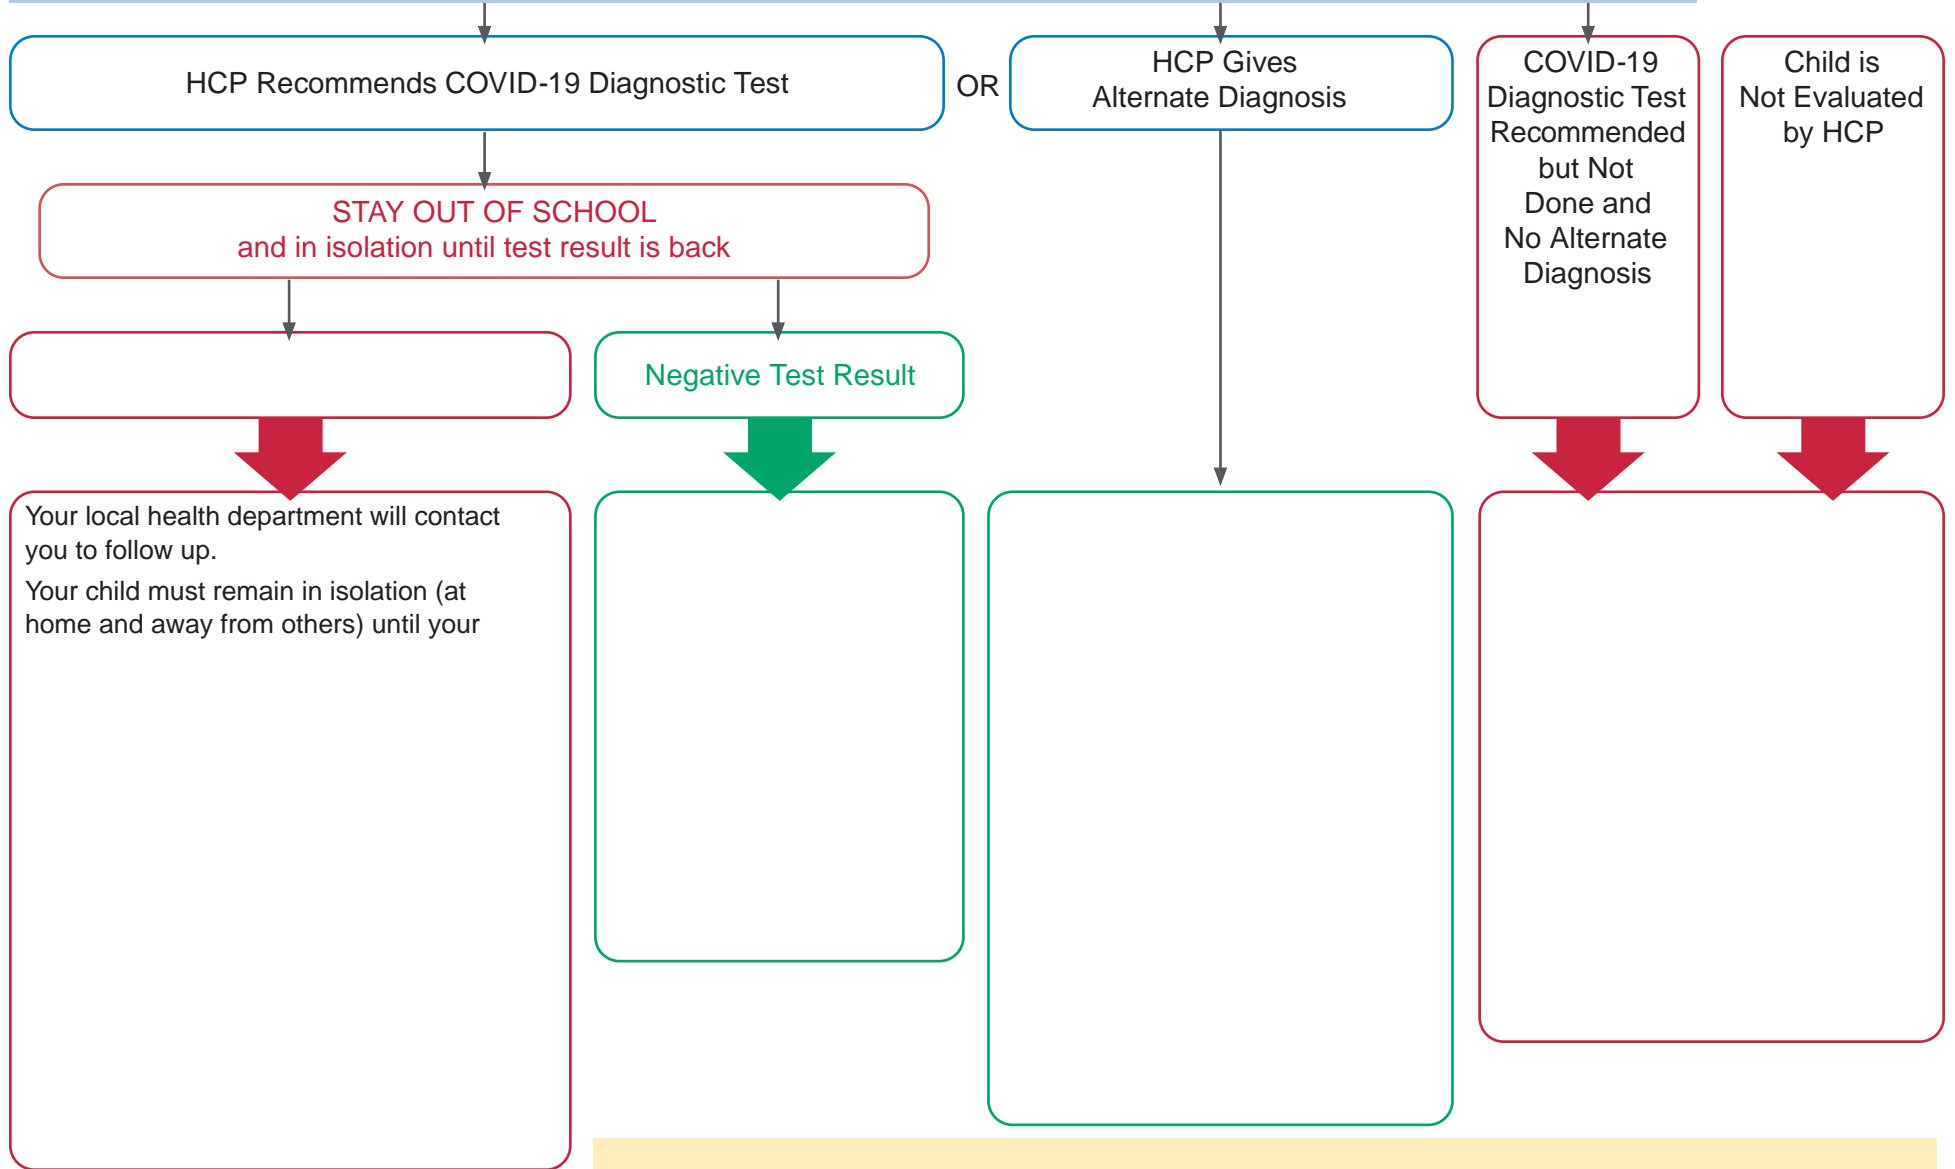 HCP Recommends COVID-19 Diagnostic Test
OR
HCP Gives
Alternate Diagnosis
COVID-19
Diagnostic Test
Recommended
but Not
Done and
No Alternate
Diagnosis
Child is
Not Evaluated
by HCP
STAY OUT OF SCHOOL
and in isolation until test result is back
Negative Test Result
Your local health department will contact
you to follow up.
Your child must remain in isolation (at
home and away from others) until your